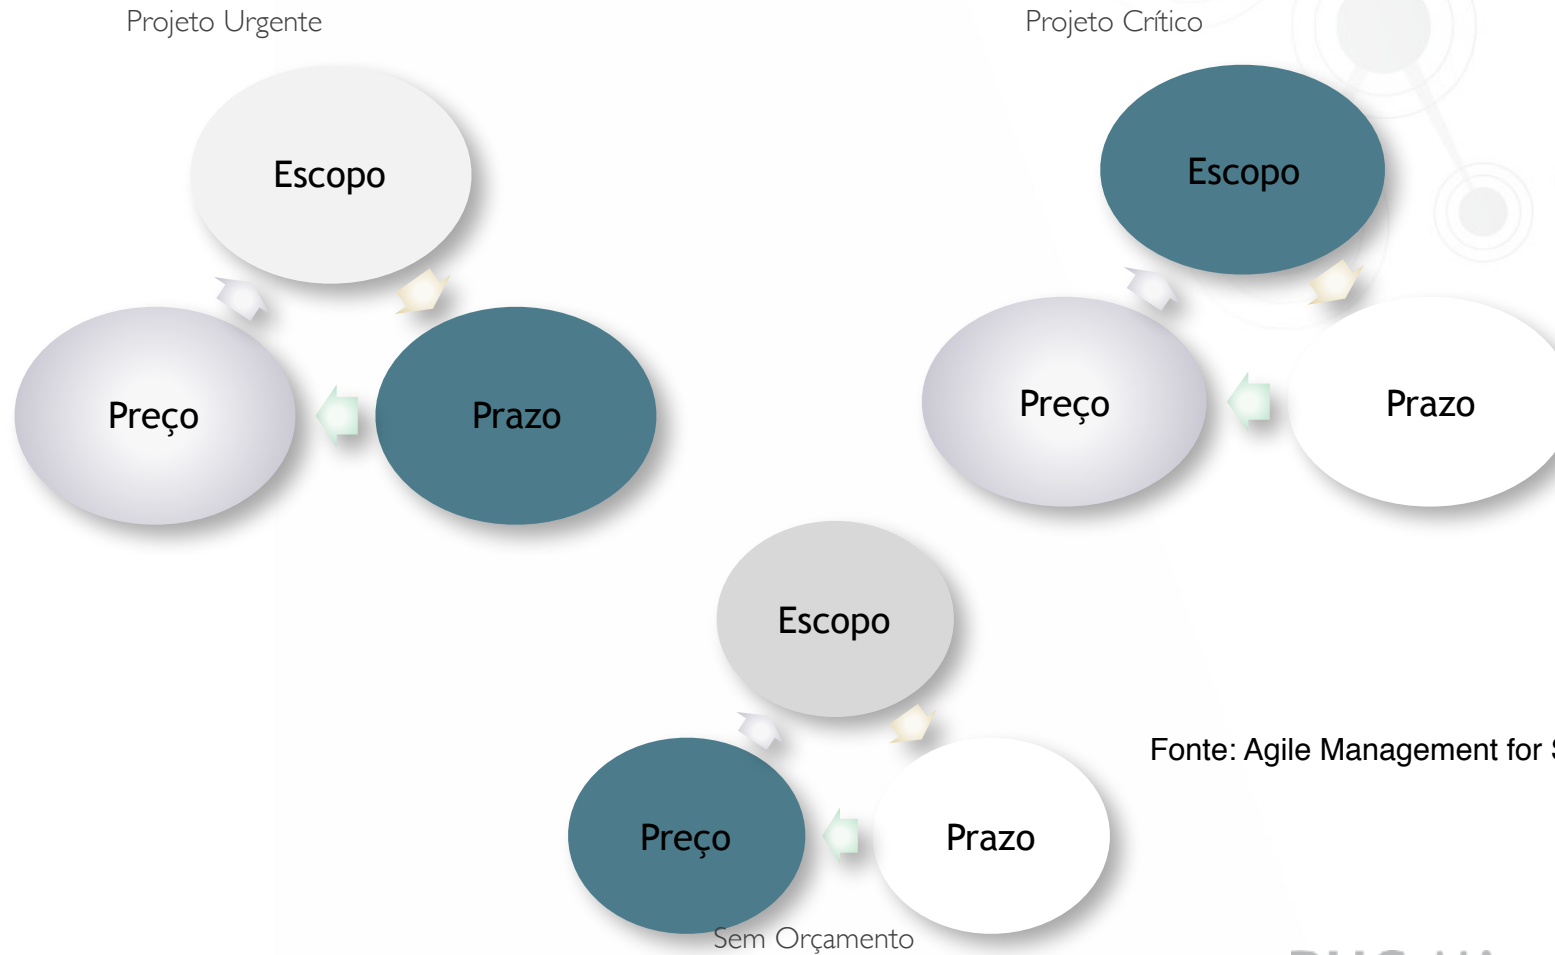 Projeto Urgente
Projeto Crítico
Escopo
Escopo
Preço
Prazo
Preço
Prazo
Escopo
Fonte: Agile Management for
Preço
Prazo
Sem Orçamento